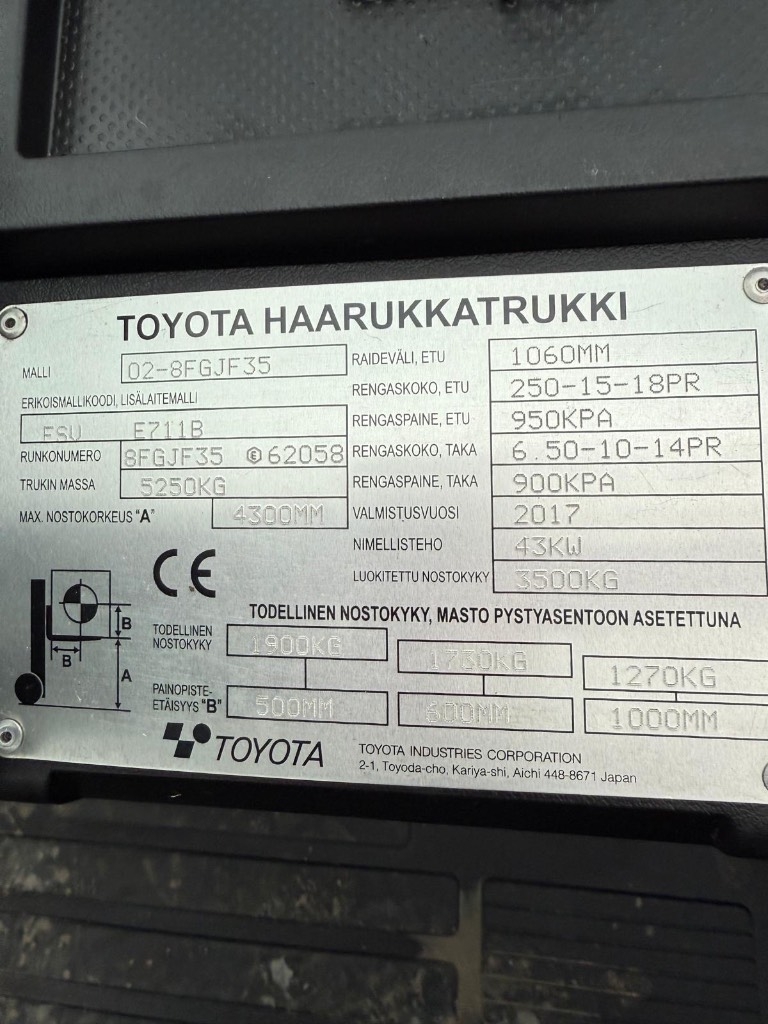 TOYOTA HAARUKKATRUKKI
MALLI 02-8FGJF35
ERIKOISMALLIKOODI, LISÄLAITEMALLI
FSU E711B
RUNKONUMERO 8FGJF35 Ⓔ62058
TRUKIN MASSA 5250KG
MAX. NOSTOKORKEUS "A" 4300MM
RAIDEVÄLI, ETU 1060MM
RENGASKOKO, ETU 250-15-18PR
RENGASPAINE, ETU 950KPA
RENGASKOKO, TAKA 6.50-10-14PR
RENGASPAINE, TAKA 900KPA
VALMISTUSVUOSI 2017
NIMELLISTEHO 43KW
LUOKITETTU NOSTOKYKY 3500KG
CE
B
B
A
TODELLINEN NOSTOKYKY, MASTO PYSTYASENTOON ASETETTUNA
TODELLINEN
NOSTOKYKY 1900KG 1730KG 1270KG
PAINOPISTE-
ETÄISYYS "B" 500MM 600MM 1000MM
TOYOTA
TOYOTA INDUSTRIES CORPORATION
2-1, Toyoda-cho, Kariya-shi, Aichi 448-8671 Japan